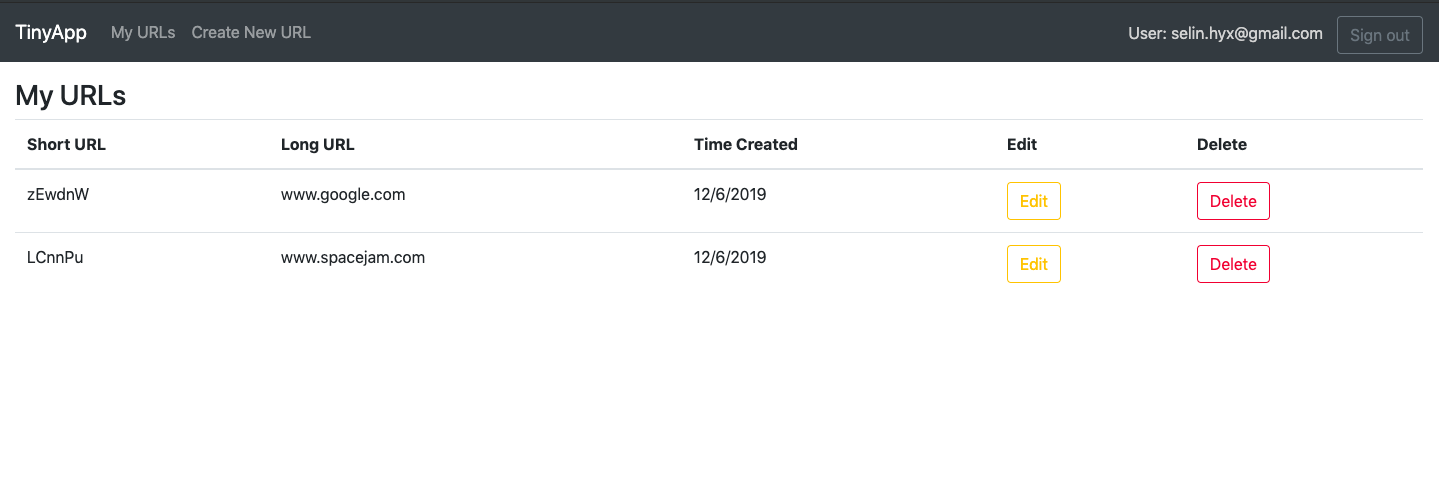 TinyApp My URLs Create New URL User: selin.hyx@gmail.com Sign out
My URLs
Short URL Long URL Time Created Edit Delete
zEwdnW www.google.com 12/6/2019 Edit Delete
LCnnPu www.spacejam.com 12/6/2019 Edit Delete